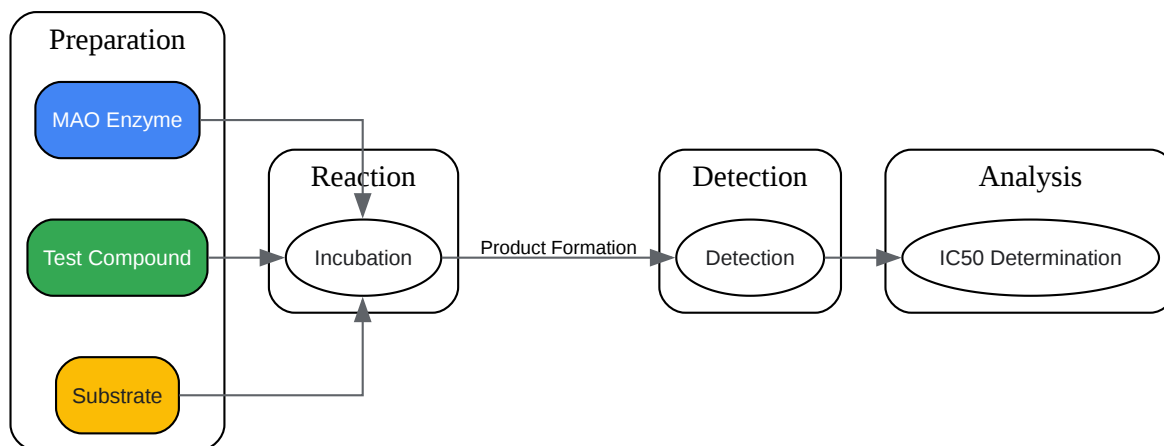 Preparation
MAO Enzyme
Test Compound
Substrate
Reaction
Incubation
Product Formation
Detection
Detection
Analysis
IC50 Determination